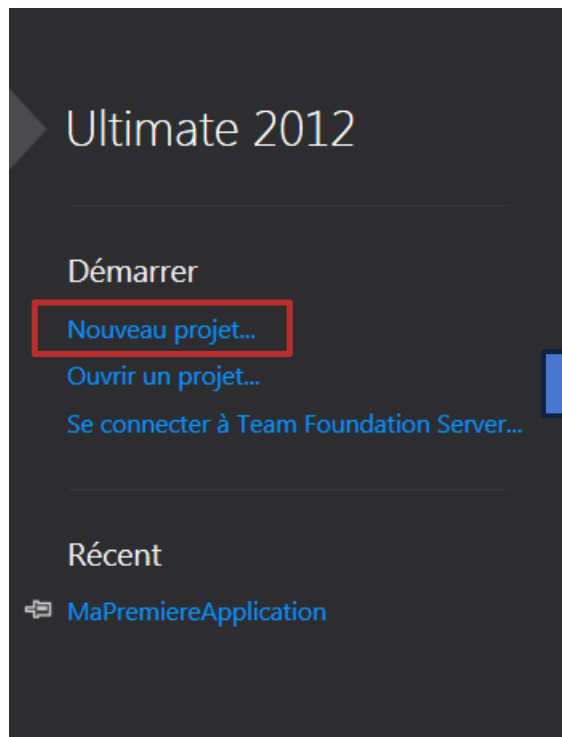 Ultimate 2012
Démarrer
Nouveau projet...
Ouvrir un projet...
Se connecter à Team Foundation Server...
Récent
MaPremiereApplication